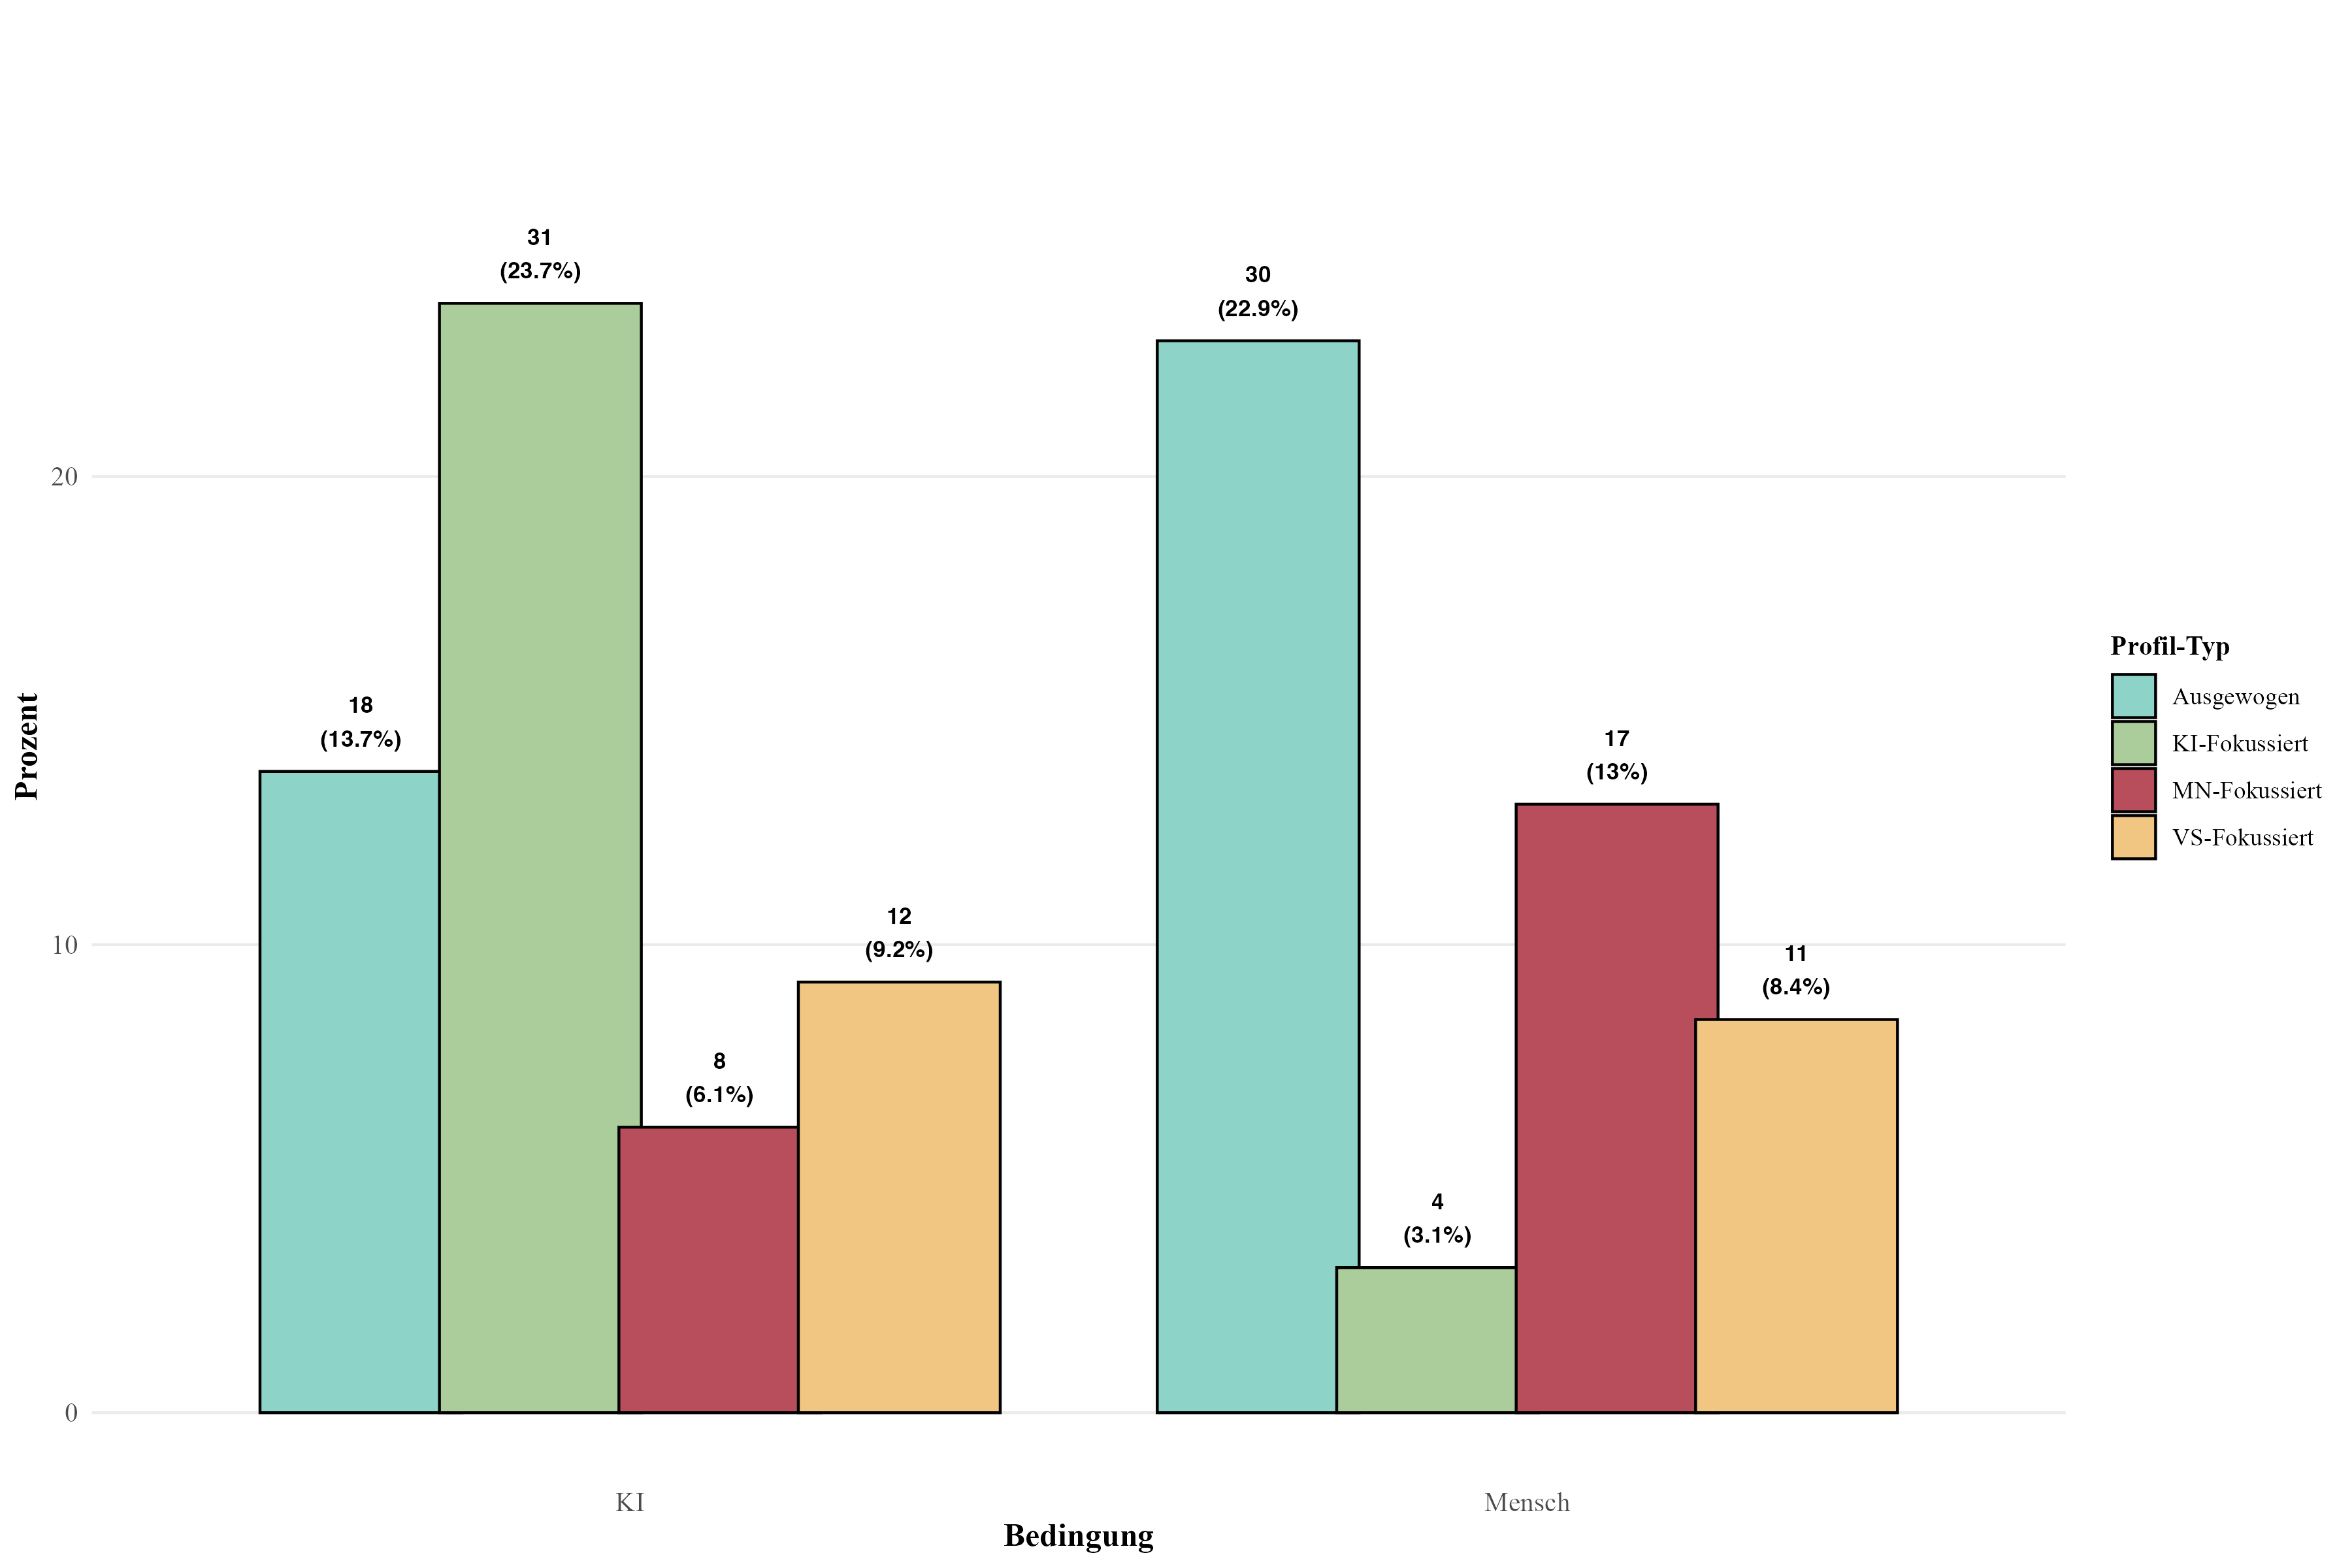 31
(23.7%)
30
(22.9%)
20
18
(13.7%)
17
(13%)
12
(9.2%)
11
(8.4%)
10
8
(6.1%)
4
(3.1%)
0
Prozent
KI
Mensch
Bedingung
Profil-Typ
Ausgewogen
KI-Fokussiert
MN-Fokussiert
VS-Fokussiert